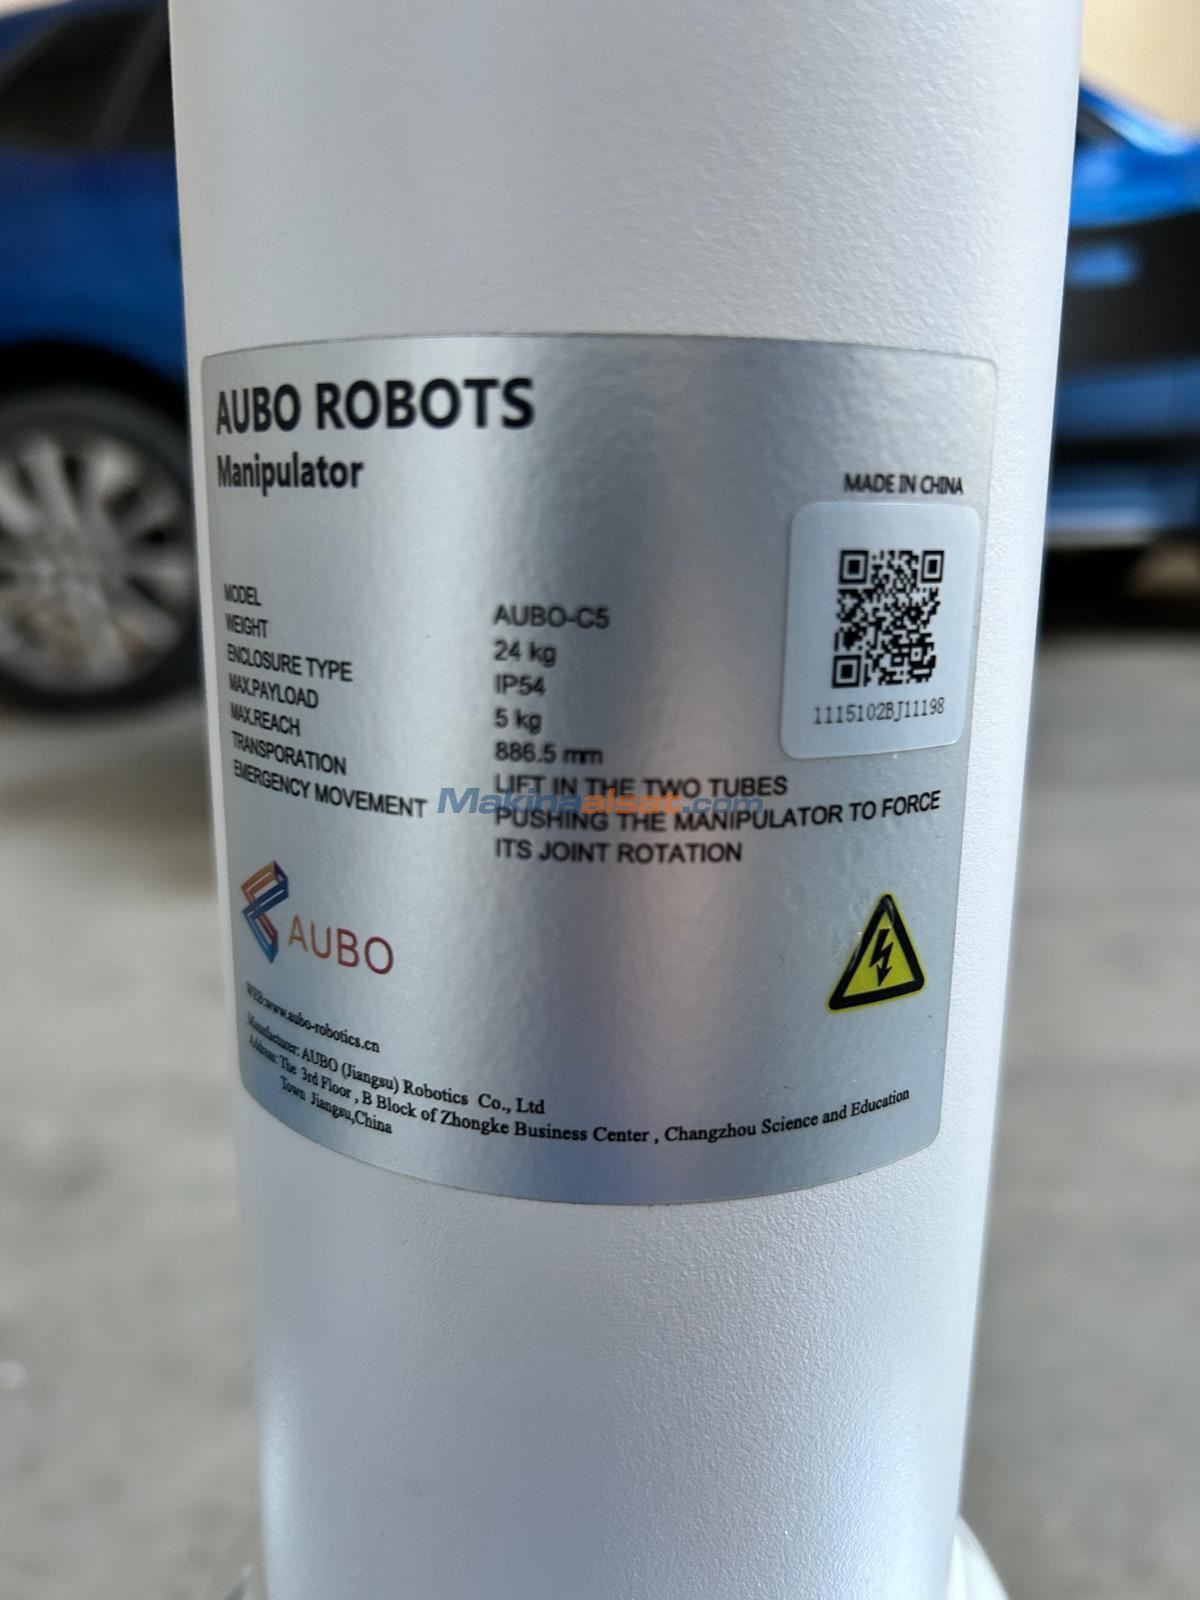 AUBO ROBOTS
Manipulator
MADE IN CHINA
MODEL AUBO-C5
WEIGHT 24 kg
ENCLOSURE TYPE IP54
MAX.PAYLOAD 5 kg
MAX.REACH 886.5 mm
TRANSPORATION LIFT IN THE TWO TUBES
EMERGENCY MOVEMENT PUSHING THE MANIPULATOR TO FORCE
ITS JOINT ROTATION
1115102BJ11198
Makinaalsat.com
AUBO
WEB:www.aubo-robotics.cn
Manufacturer: AUBO (Jiangsu) Robotics Co., Ltd
Address: The 3rd Floor , B Block of Zhongke Business Center , Changzhou Science and Education
Town Jiangsu,China